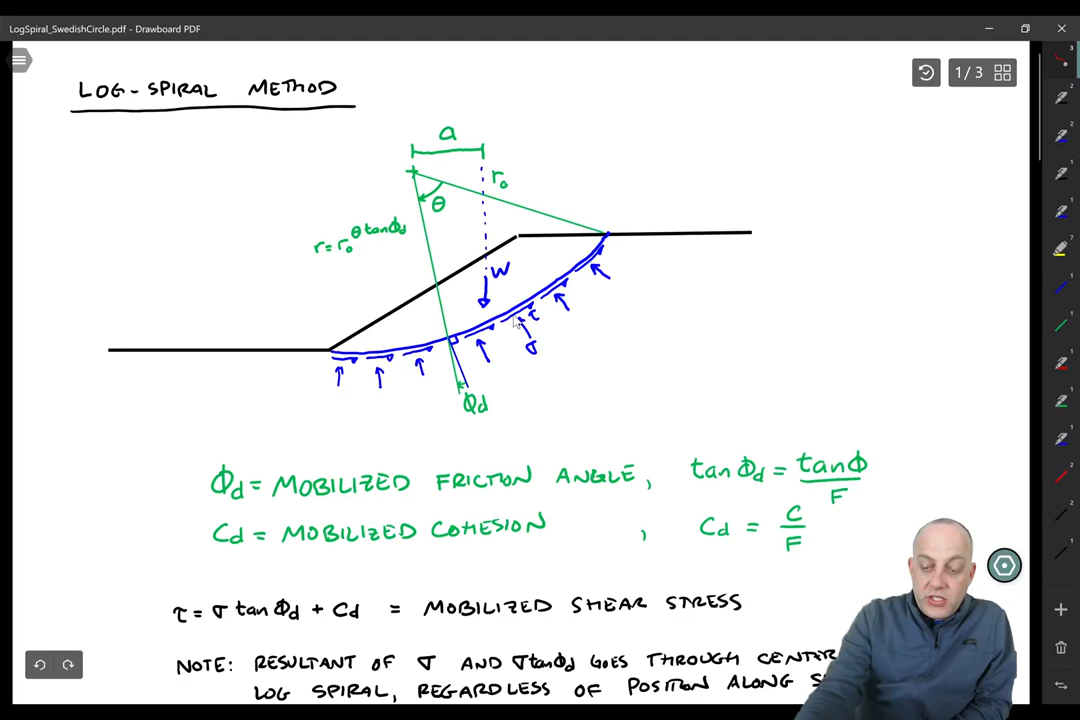 LogSpiral_SwedishCircle.pdf - Drawboard PDF
1/3
LOG-SPIRAL METHOD
a
r₀
θ
r=r₀^θtanΦd
W
τ
σ
Φd
Φd = MOBILIZED FRICTION ANGLE, tanΦd = tanΦ/F
Cd = MOBILIZED COHESION , Cd = C/F
τ = σ tanΦd + Cd = MOBILIZED SHEAR STRESS
NOTE: RESULTANT OF σ AND σtanΦd GOES THROUGH CENTER
LOG SPIRAL, REGARDLESS OF POSITION ALONG